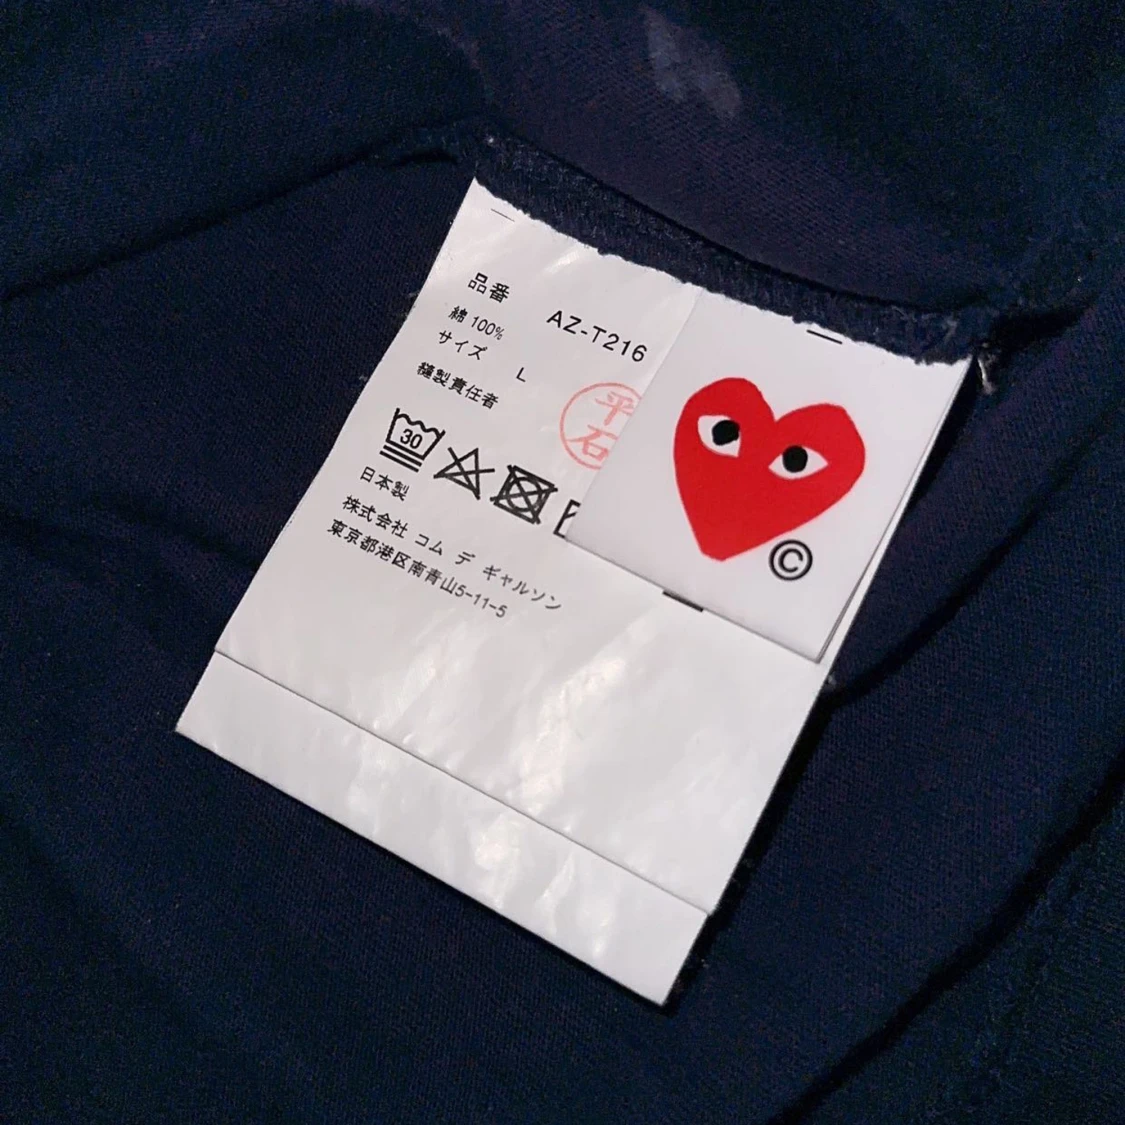 品番 AZ-T216
綿 100%
サイズ L
縫製責任者 平石
30
日本製
株式会社 コム デ ギャルソン
東京都港区南青山5-11-5
©